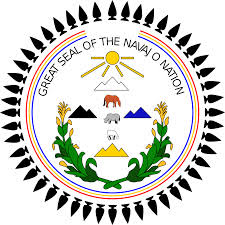 GREAT SEAL OF THE NAVAJO NATION